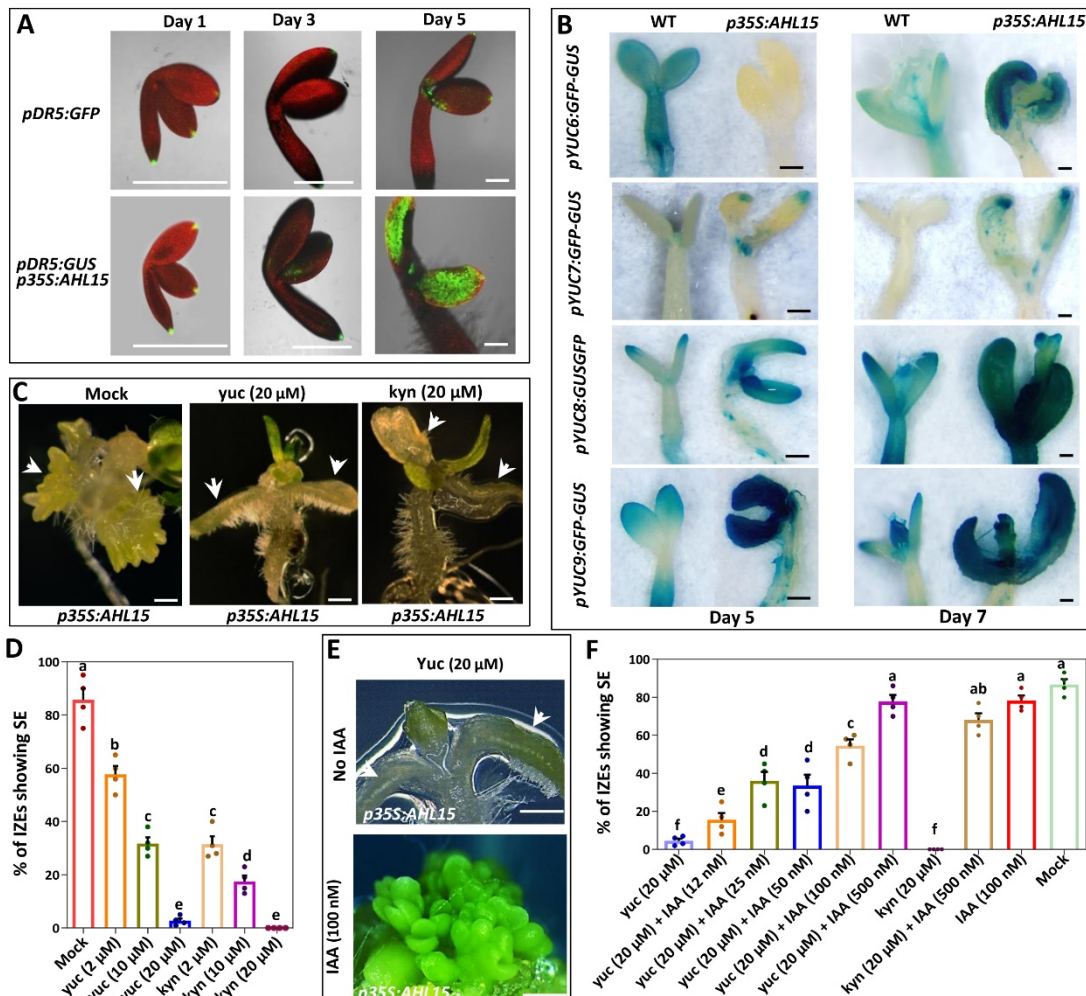 A
Day 1
Day 3
Day 5
pDR5:GFP
pDR5:GUS
p35S:AHL15
B
WT
p35S:AHL15
WT
p35S:AHL15
pYUC6:GFP-GUS
pYUC7:GFP-GUS
pYUC8:GUSGFP
pYUC9:GFP-GUS
Day 5
Day 7
C
Mock
yuc (20 µM)
kyn (20 µM)
p35S:AHL15
p35S:AHL15
p35S:AHL15
D
% of IZEs showing SE
100
80
60
40
20
0
a
b
c
e
c
d
e
Mock
yuc (2 µM)
yuc (10 µM)
yuc (20 µM)
kyn (2 µM)
kyn (10 µM)
kyn (20 µM)
E
Yuc (20 µM)
No IAA
p35S:AHL15
IAA (100 nM)
p35S:AHL15
F
% of IZEs showing SE
100
80
60
40
20
0
f
e
d
d
c
a
f
ab
a
a
yuc (20 µM)
yuc (20 µM) + IAA (12 nM)
yuc (20 µM) + IAA (25 nM)
yuc (20 µM) + IAA (50 nM)
yuc (20 µM) + IAA (100 nM)
yuc (20 µM) + IAA (500 nM)
kyn (20 µM)
kyn (20 µM) + IAA (500 nM)
IAA (100 nM)
Mock